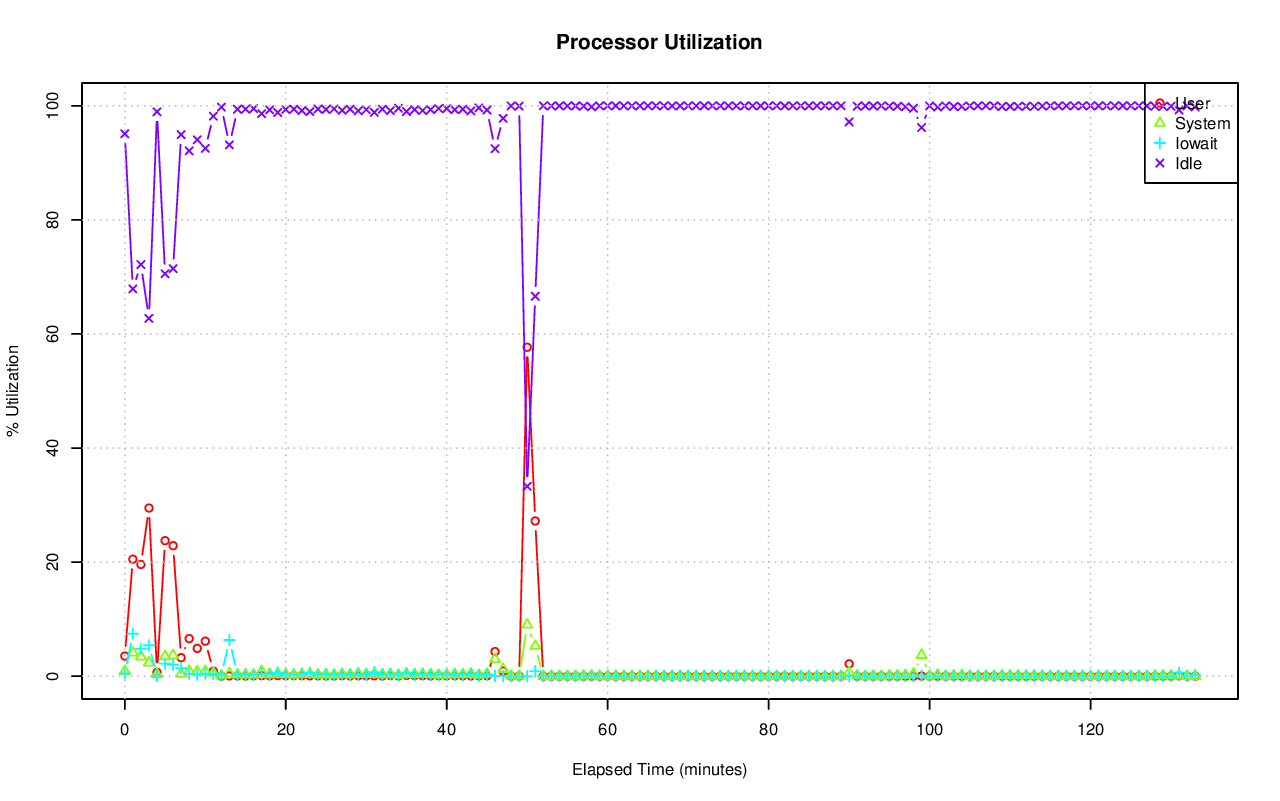 Processor Utilization
% Utilization
100
80
60
40
20
0
User
System
Iowait
Idle
0 20 40 60 80 100 120
Elapsed Time (minutes)